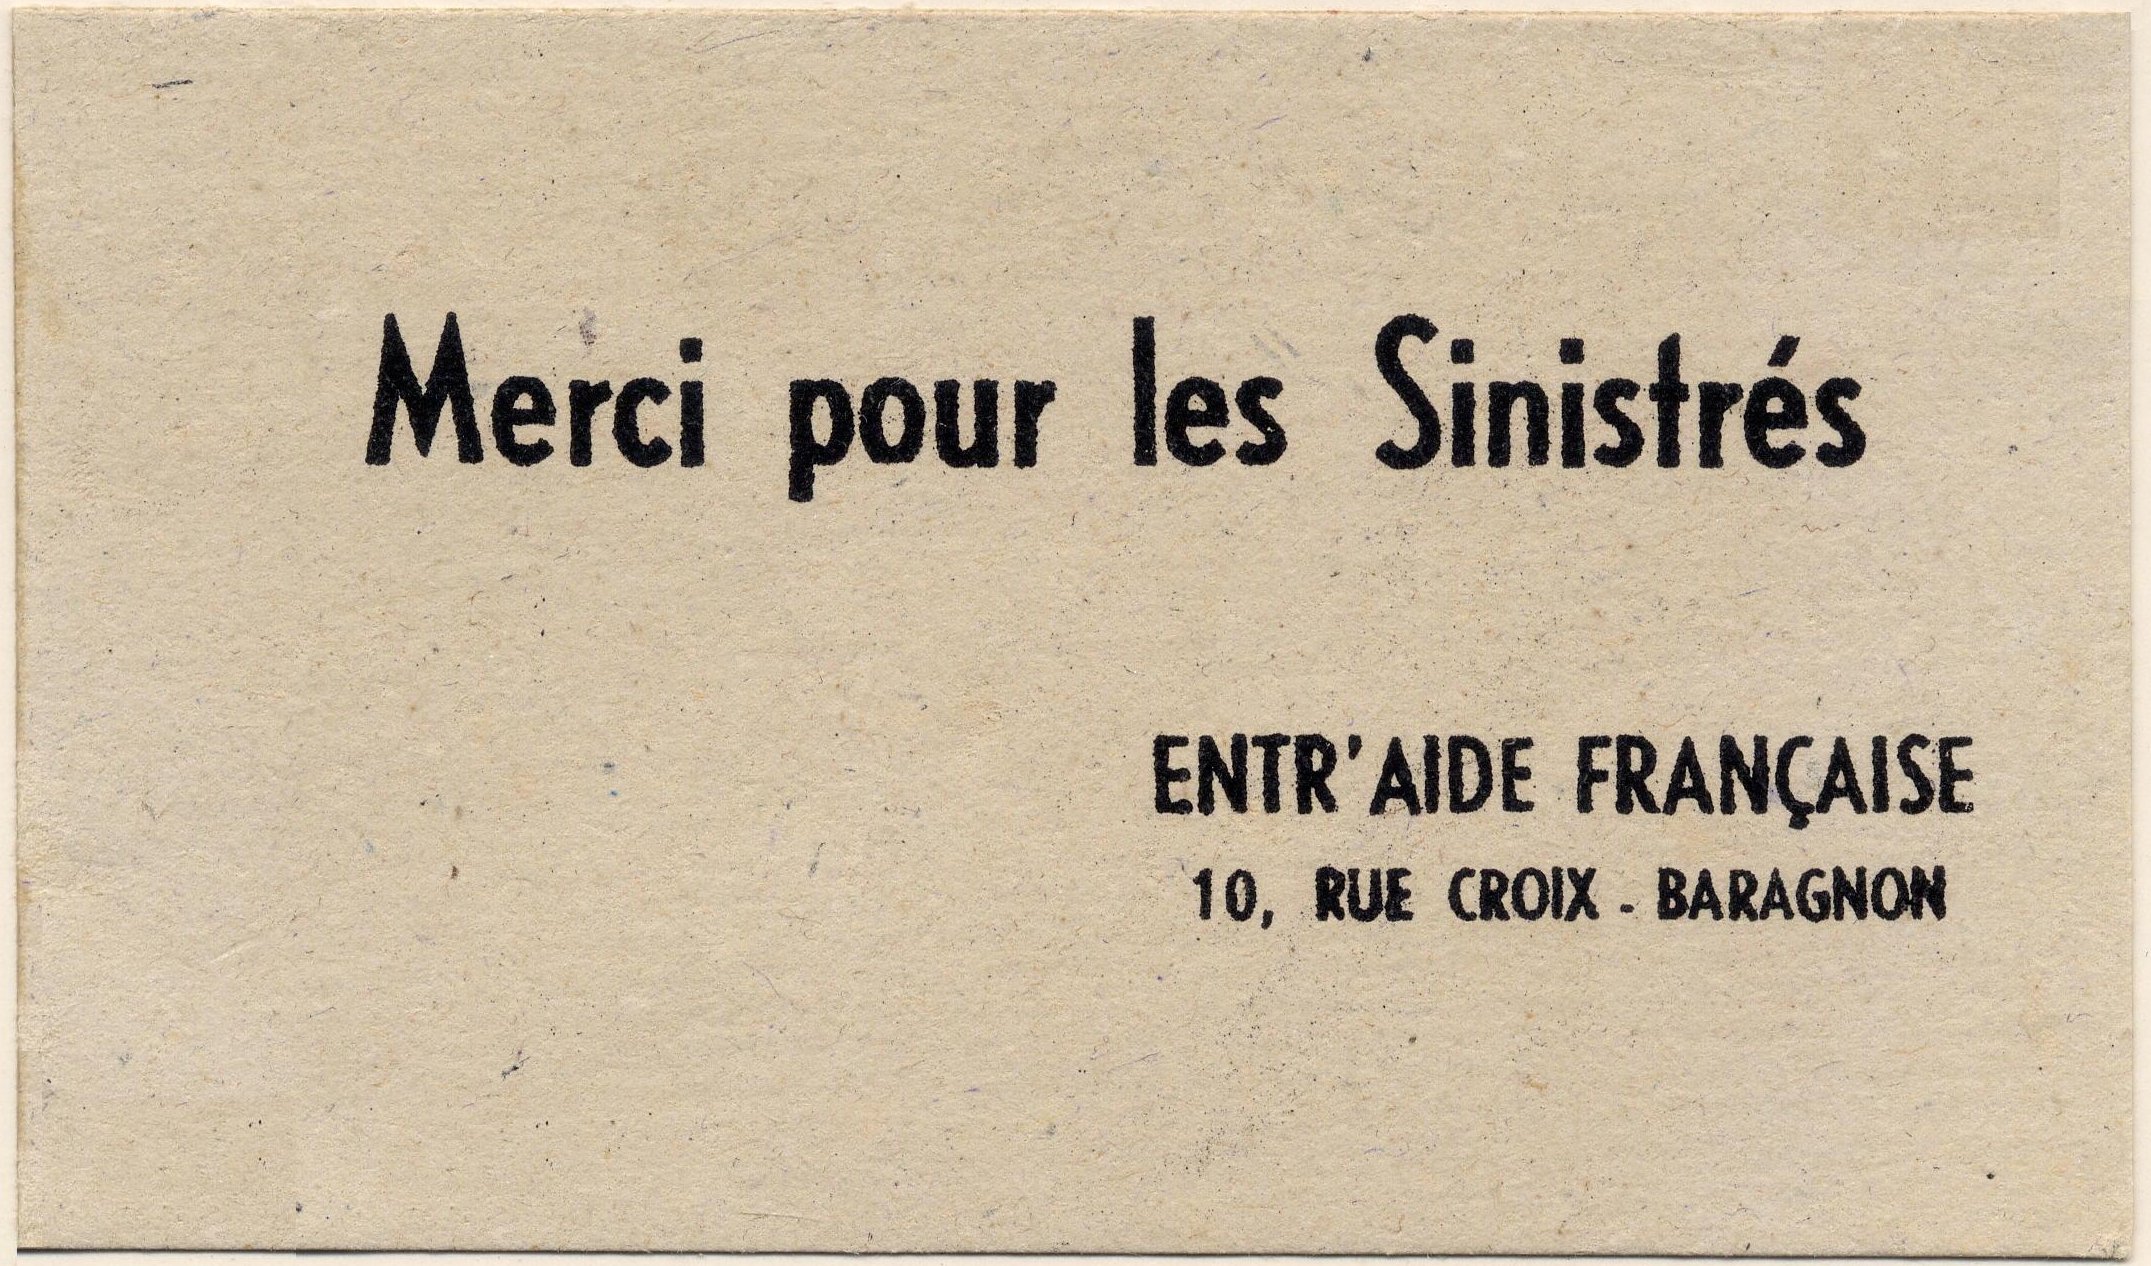 Merci pour les Sinistrés
ENTR'AIDE FRANÇAISE
10, RUE CROIX - BARAGNON